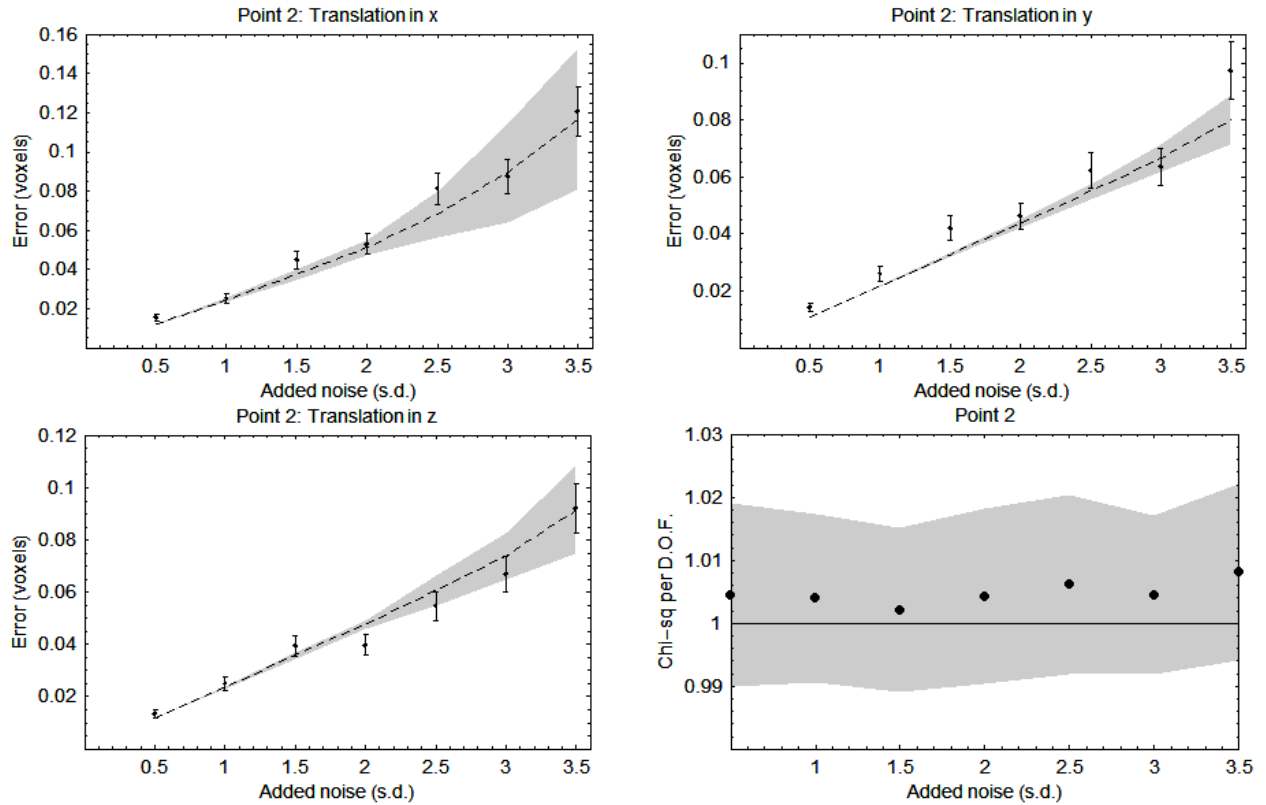 Point 2: Translation in x
0.16
0.14
0.12
0.1
0.08
0.06
0.04
0.02
Error (voxels)
0.5 1 1.5 2 2.5 3 3.5
Added noise (s.d.)
Point 2: Translation in y
0.1
0.08
0.06
0.04
0.02
Error (voxels)
0.5 1 1.5 2 2.5 3 3.5
Added noise (s.d.)
Point 2: Translation in z
0.12
0.1
0.08
0.06
0.04
0.02
Error (voxels)
0.5 1 1.5 2 2.5 3 3.5
Added noise (s.d.)
Point 2
1.03
1.02
1.01
1
0.99
Chi-sq per D.O.F.
1 1.5 2 2.5 3 3.5
Added noise (s.d.)